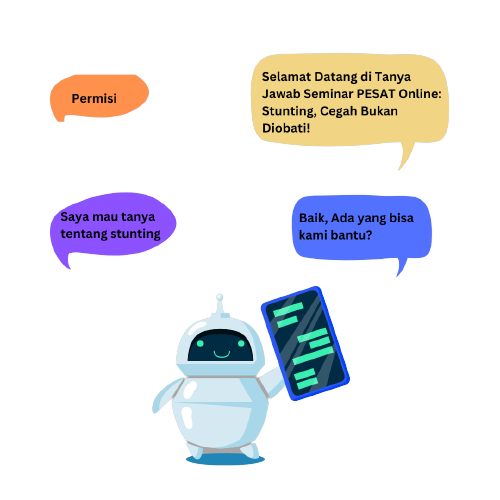 Permisi
Selamat Datang di Tanya
Jawab Seminar PESAT Online:
Stunting, Cegah Bukan
Diobati!
Saya mau tanya
tentang stunting
Baik, Ada yang bisa
kami bantu?